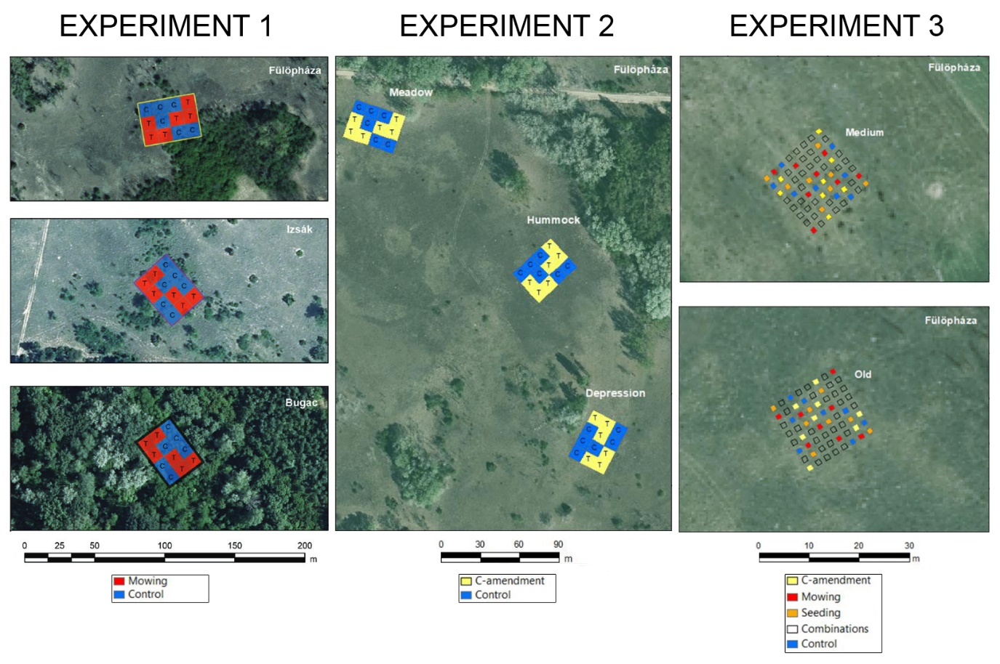 EXPERIMENT 1
EXPERIMENT 2
EXPERIMENT 3
Fülöpháza
C C C T
T C T T
T T C C
Izsák
C
T C
T C C
T C T T
C T
C
Bugac
C
T C
T C C
T C T T
C T
C
0 25 50 100 150 200
m
Mowing
Control
Fülöpháza
Meadow
C C C T
T C T T
T T C C
Hummock
T
C T
C T C
C C C
T T
T
Depression
T T C
C T C
C C T
T T
0 30 60 90
m
C-amendment
Control
Fülöpháza
Medium
Fülöpháza
Old
0 10 20 30
m
C-amendment
Mowing
Seeding
Combinations
Control